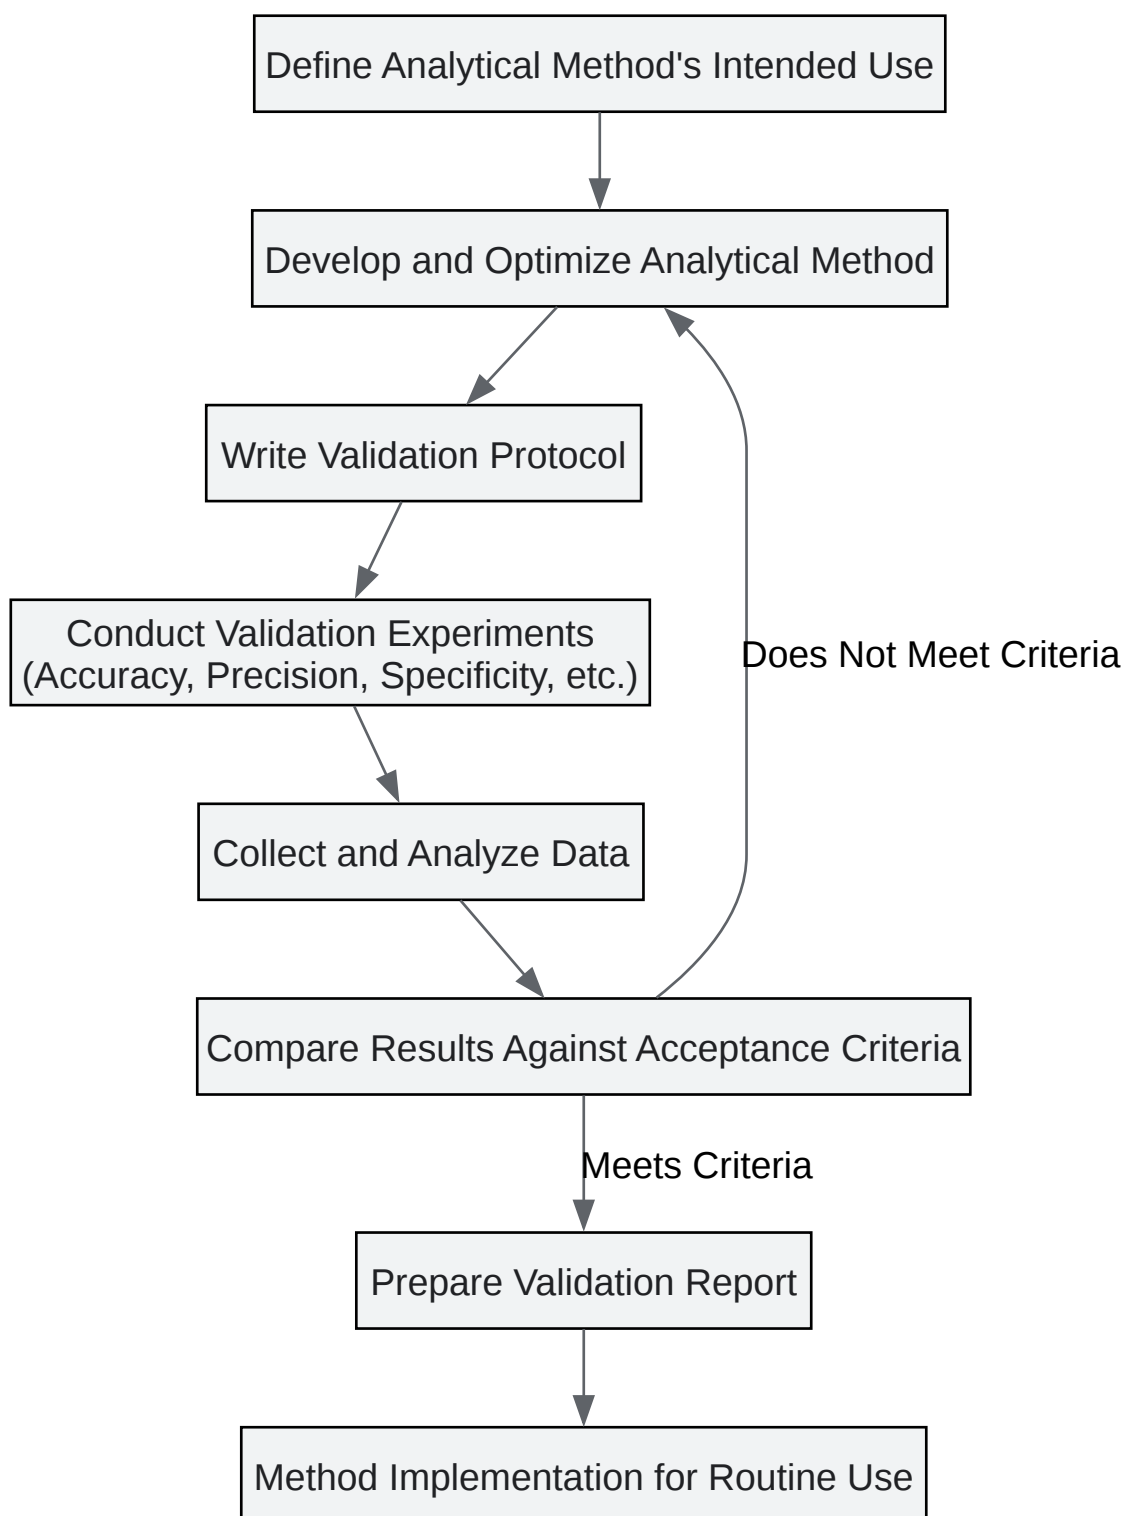 Define Analytical Method's Intended Use
Develop and Optimize Analytical Method
Write Validation Protocol
Conduct Validation Experiments
(Accuracy, Precision, Specificity, etc.)
Does Not Meet Criteria
Collect and Analyze Data
Compare Results Against Acceptance Criteria
Meets Criteria
Prepare Validation Report
Method Implementation for Routine Use